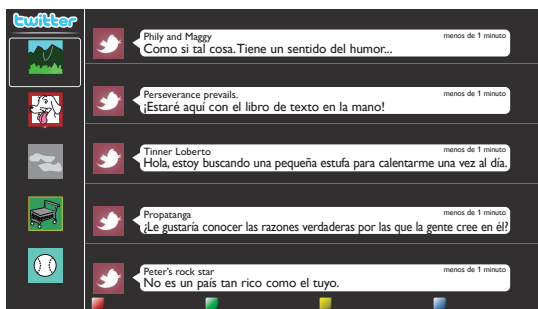 twitter
Phily and Maggy
menos de 1 minuto
Como si tal cosa. Tiene un sentido del humor...
Perseverance prevails.
menos de 1 minuto
¡Estaré aquí con el libro de texto en la mano!
Tinner Loberto
menos de 1 minuto
Hola, estoy buscando una pequeña estufa para calentarme una vez al día.
Propatanga
menos de 1 minuto
¿Le gustaría conocer las razones verdaderas por las que la gente cree en él?
Peter's rock star
menos de 1 minuto
No es un país tan rico como el tuyo.